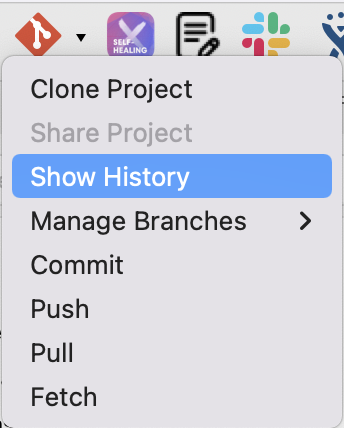 SELF-
HEALING
Clone Project
Share Project
Show History
Manage Branches
Commit
Push
Pull
Fetch